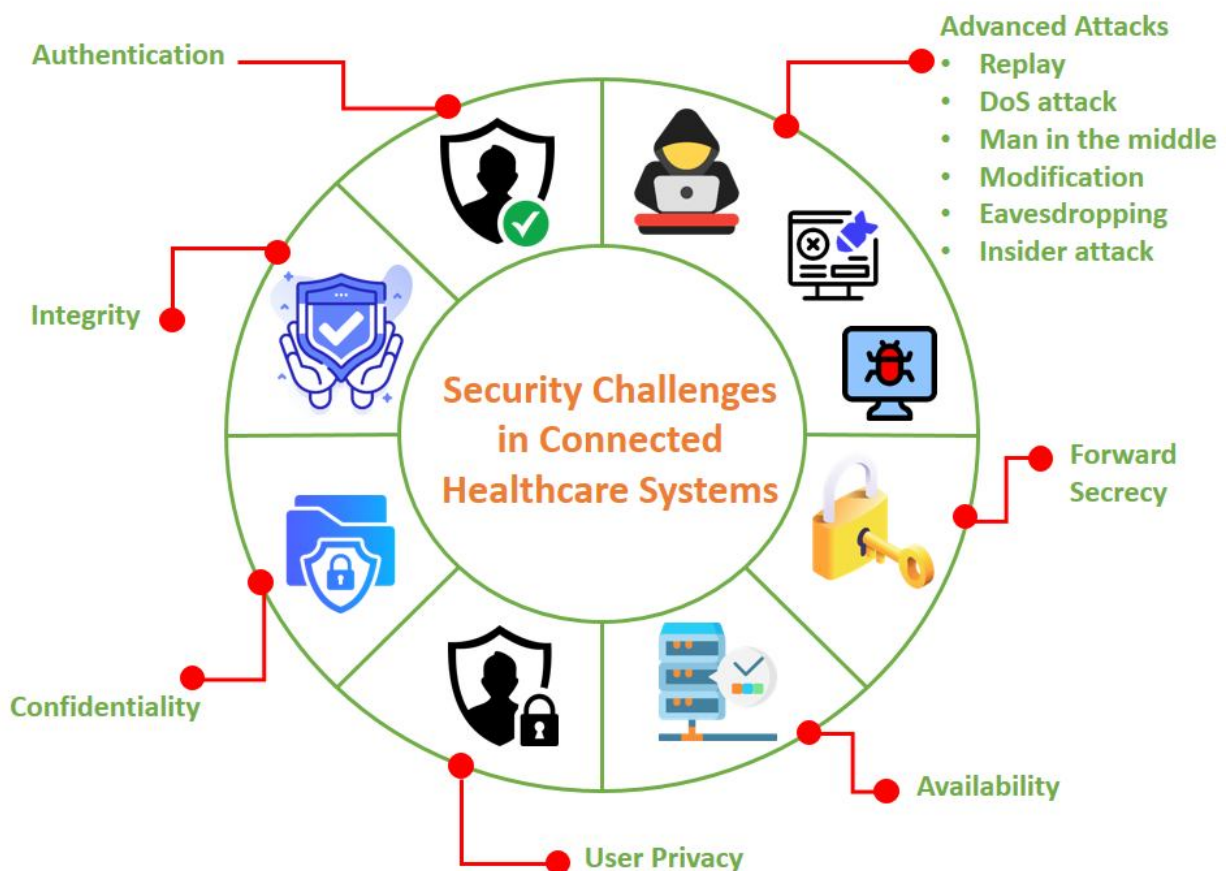 Authentication
Advanced Attacks
• Replay
• DoS attack
• Man in the middle
• Modification
• Eavesdropping
• Insider attack
Integrity
Security Challenges
in Connected
Healthcare Systems
Forward
Secrecy
Confidentiality
Availability
User Privacy